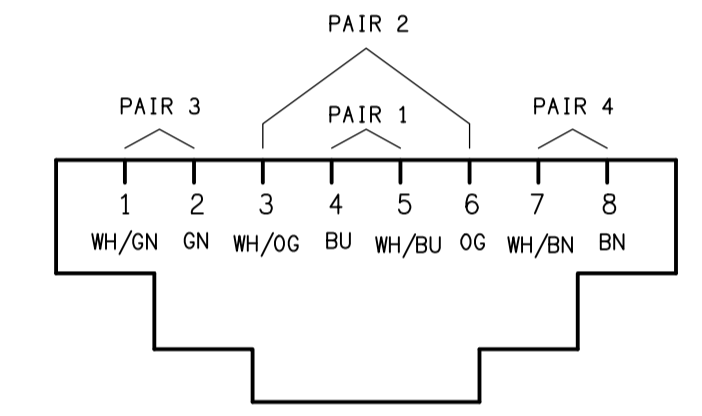 PAIR 2
PAIR 3
PAIR 1
PAIR 4
1 2 3 4 5 6 7 8
WH/GN GN WH/OG BU WH/BU OG WH/BN BN